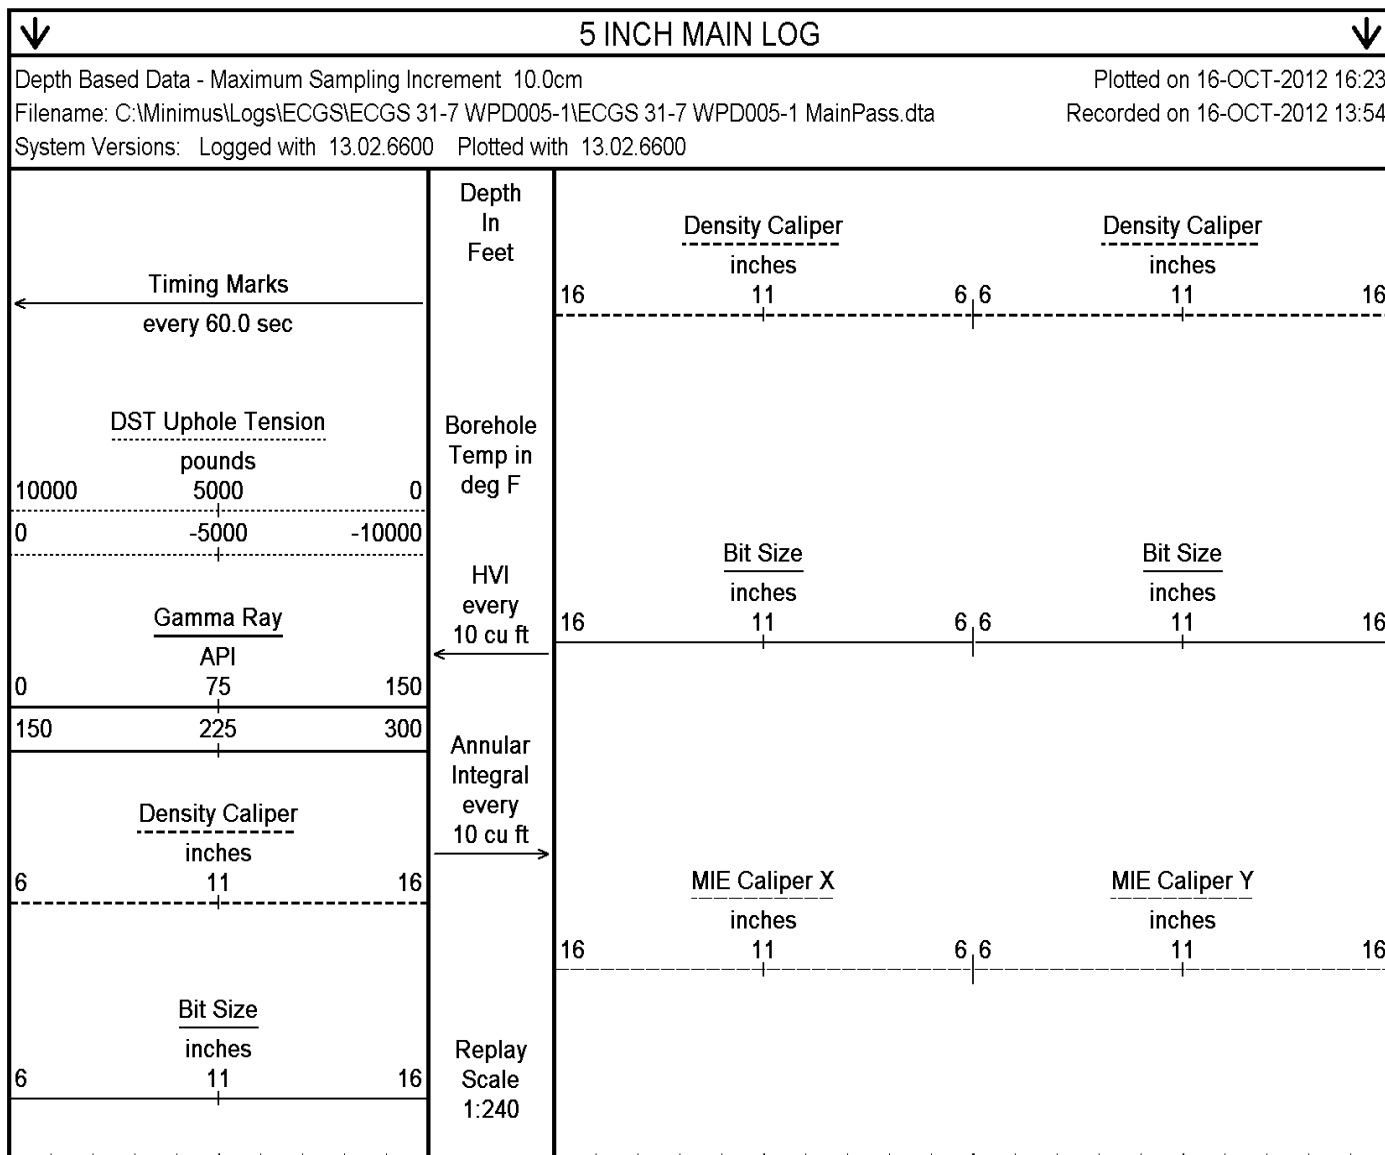 5 INCH MAIN LOG
Depth Based Data - Maximum Sampling Increment 10.0cm
Plotted on 16-OCT-2012 16:23
Filename: C:\Minimus\Logs\ECGS\ECGS 31-7 WPD005-1\ECGS 31-7 WPD005-1 MainPass.dta
Recorded on 16-OCT-2012 13:54
System Versions: Logged with 13.02.6600 Plotted with 13.02.6600
Timing Marks
every 60.0 sec
DST Uphole Tension
pounds
10000 5000 0
0 -5000 -10000
Gamma Ray
API
0 75 150
150 225 300
Density Caliper
inches
6 11 16
Bit Size
inches
6 11 16
Depth
In
Feet
Borehole
Temp in
deg F
HVI
every
10 cu ft
Annular
Integral
every
10 cu ft
Replay
Scale
1:240
Density Caliper
inches
16 11 6
Density Caliper
inches
6 11 16
Bit Size
inches
16 11 6
Bit Size
inches
6 11 16
MIE Caliper X
inches
16 11 6
MIE Caliper Y
inches
6 11 16